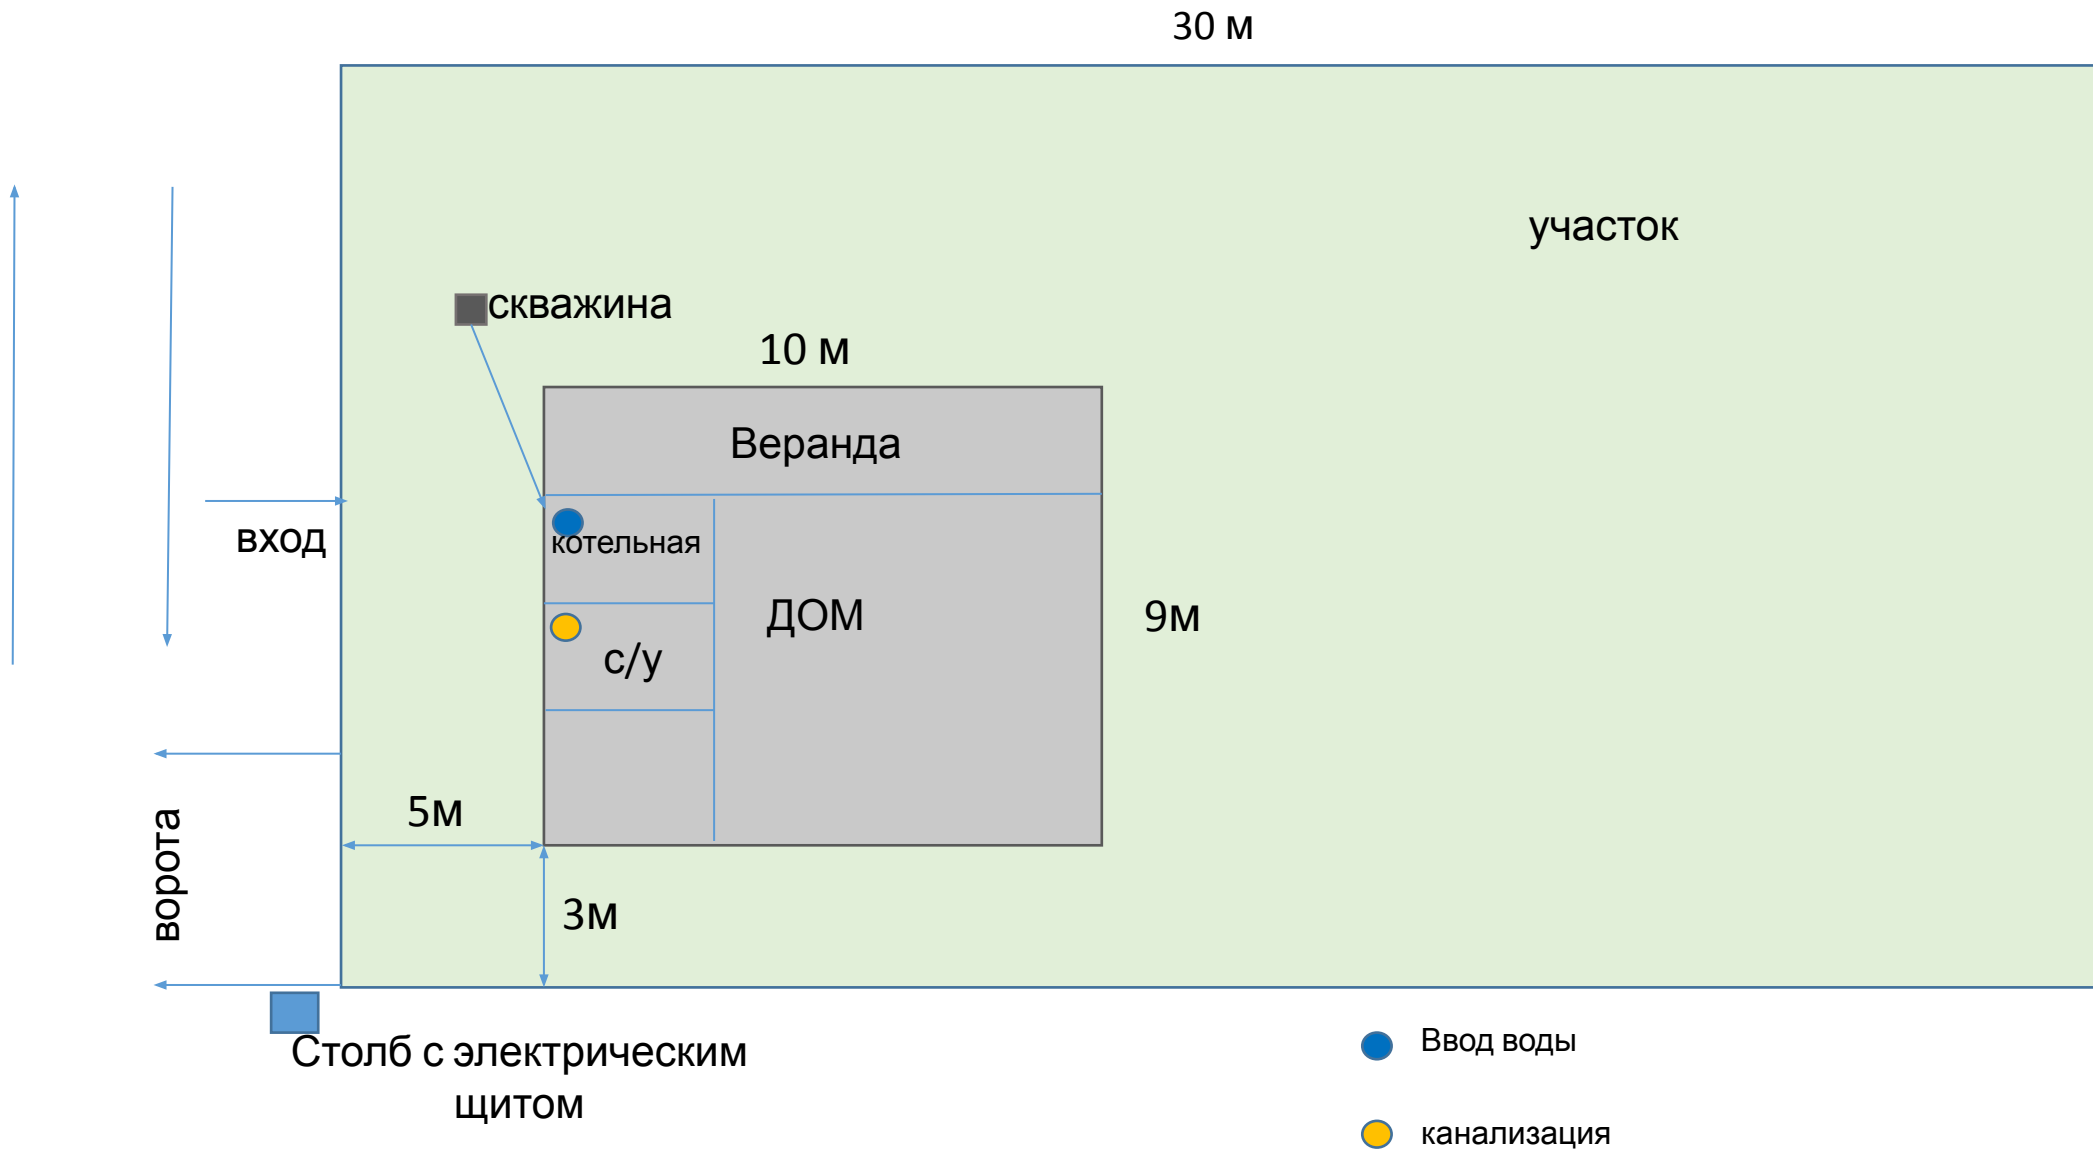 30 м
участок
скважина
10 м
Веранда
вход
котельная
ДОМ
9м
с/у
5м
ворота
3м
Столб с электрическим
щитом
Ввод воды
канализация